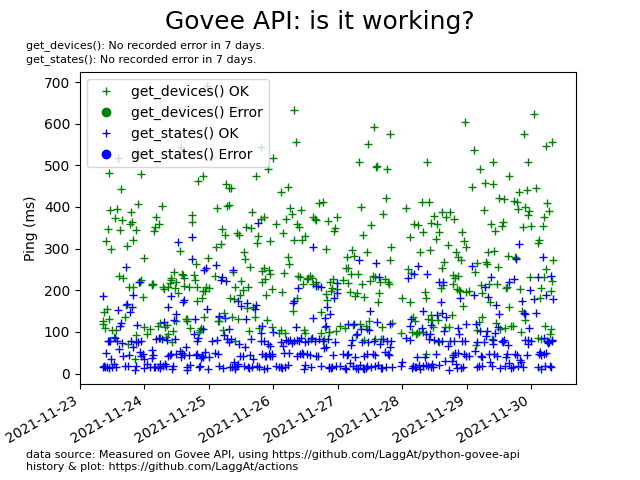 Govee API: is it working?
get_devices(): No recorded error in 7 days.
get_states(): No recorded error in 7 days.
get_devices() OK
get_devices() Error
get_states() OK
get_states() Error
Ping (ms)
700
600
500
400
300
200
100
0
2021-11-23
2021-11-24
2021-11-25
2021-11-26
2021-11-27
2021-11-28
2021-11-29
2021-11-30
data source: Measured on Govee API, using https://github.com/LaggAt/python-govee-api
history & plot: https://github.com/LaggAt/actions